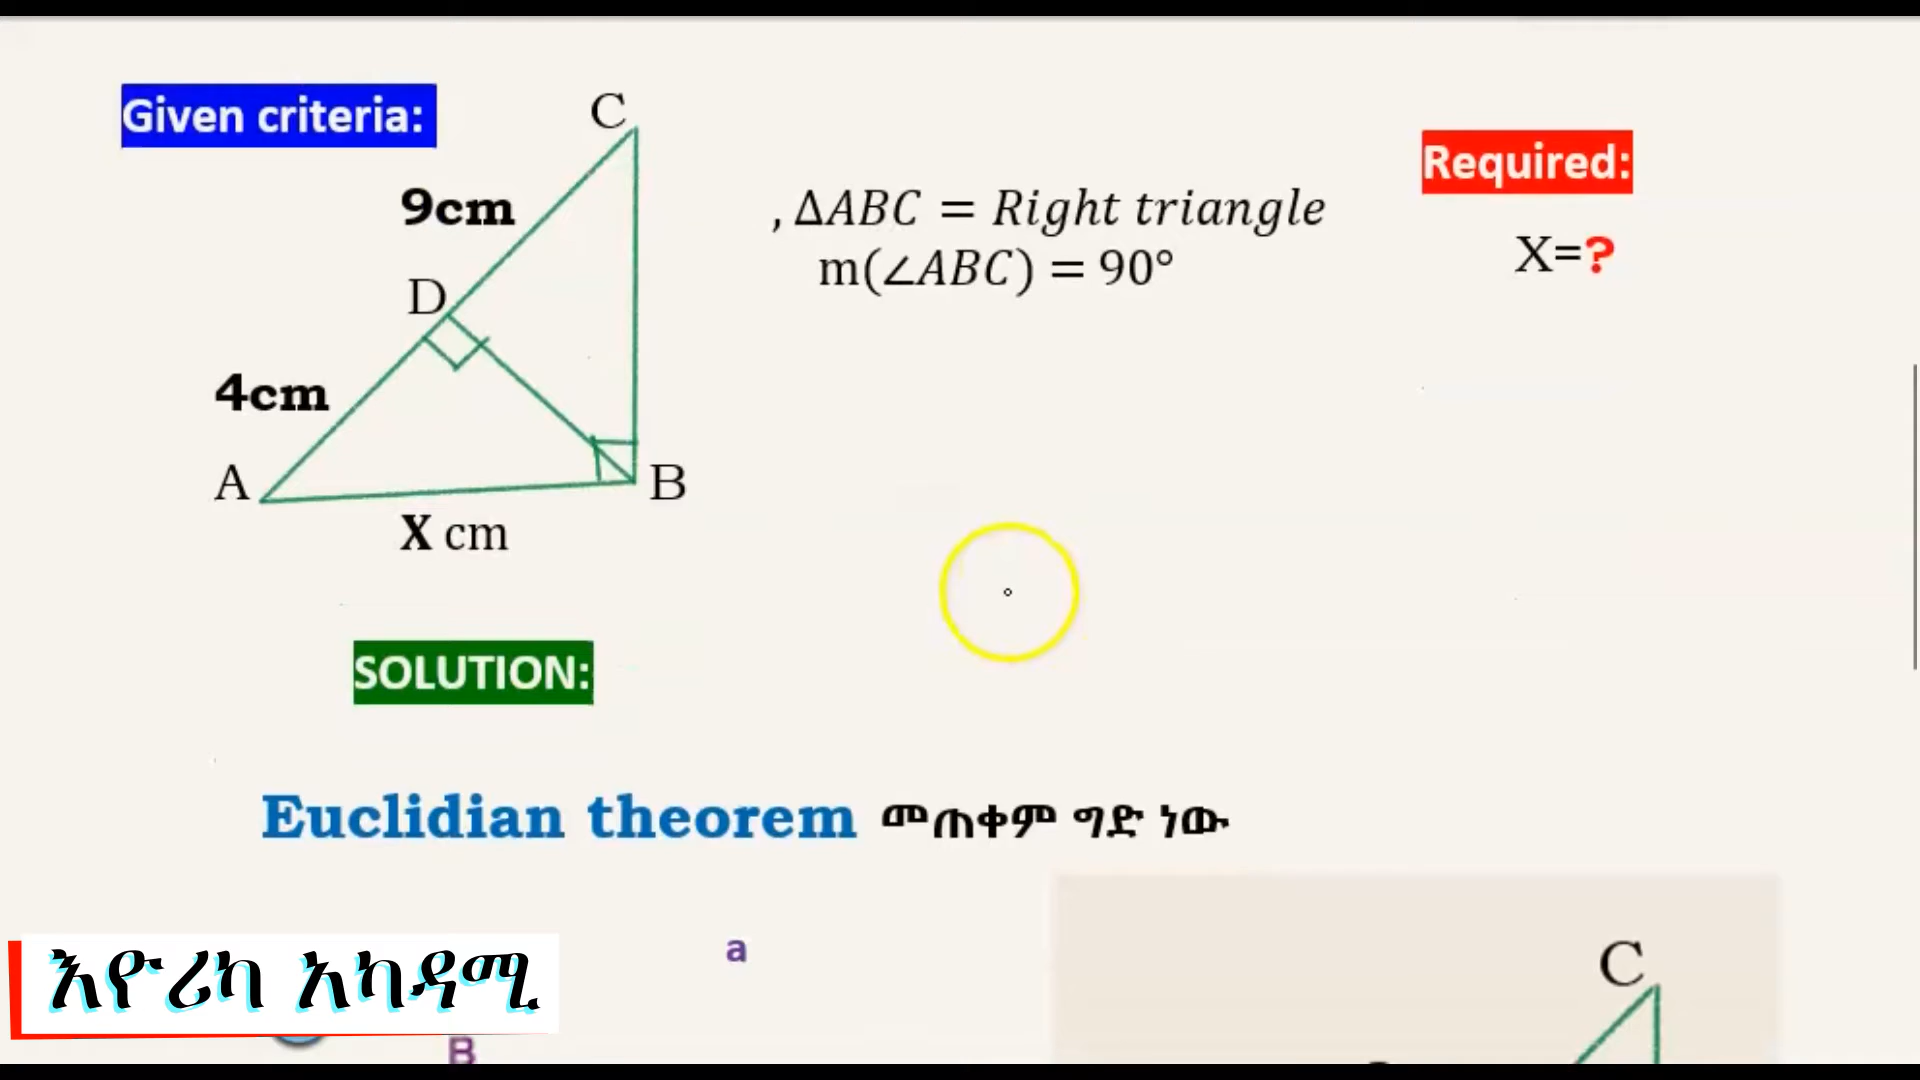 Given criteria:
C
9cm
D
4cm
A
B
X cm
, ΔABC = Right triangle
m(∠ABC) = 90°
Required:
X=?
SOLUTION:
Euclidian theorem መጠቀም ግድ ነው
a
C
እዮሪካ አካዳሚ
B